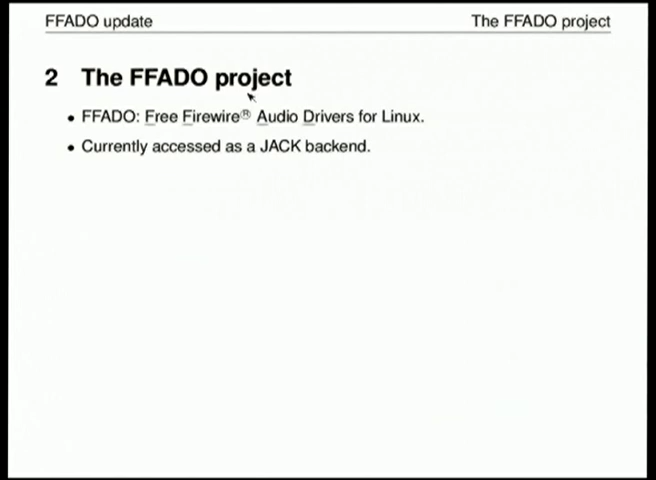 FFADO update
The FFADO project
2 The FFADO project
• FFADO: Free Firewire® Audio Drivers for Linux.
• Currently accessed as a JACK backend.